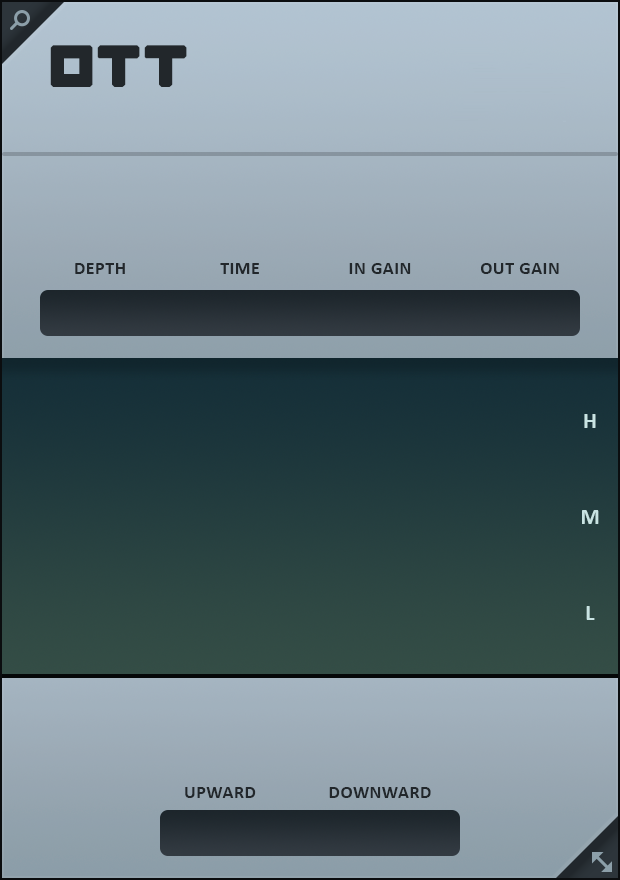 OTT
DEPTH TIME IN GAIN OUT GAIN
H
M
L
UPWARD DOWNWARD